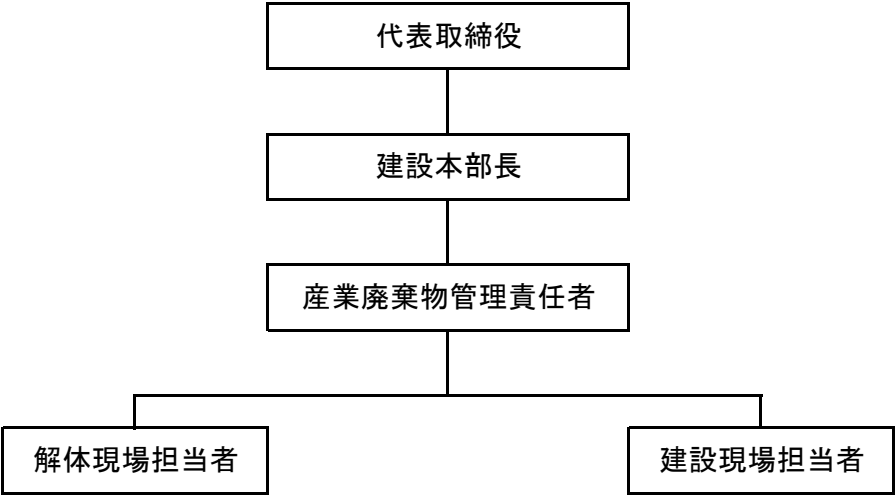 代表取締役
建設本部長
産業廃棄物管理責任者
解体現場担当者
建設現場担当者